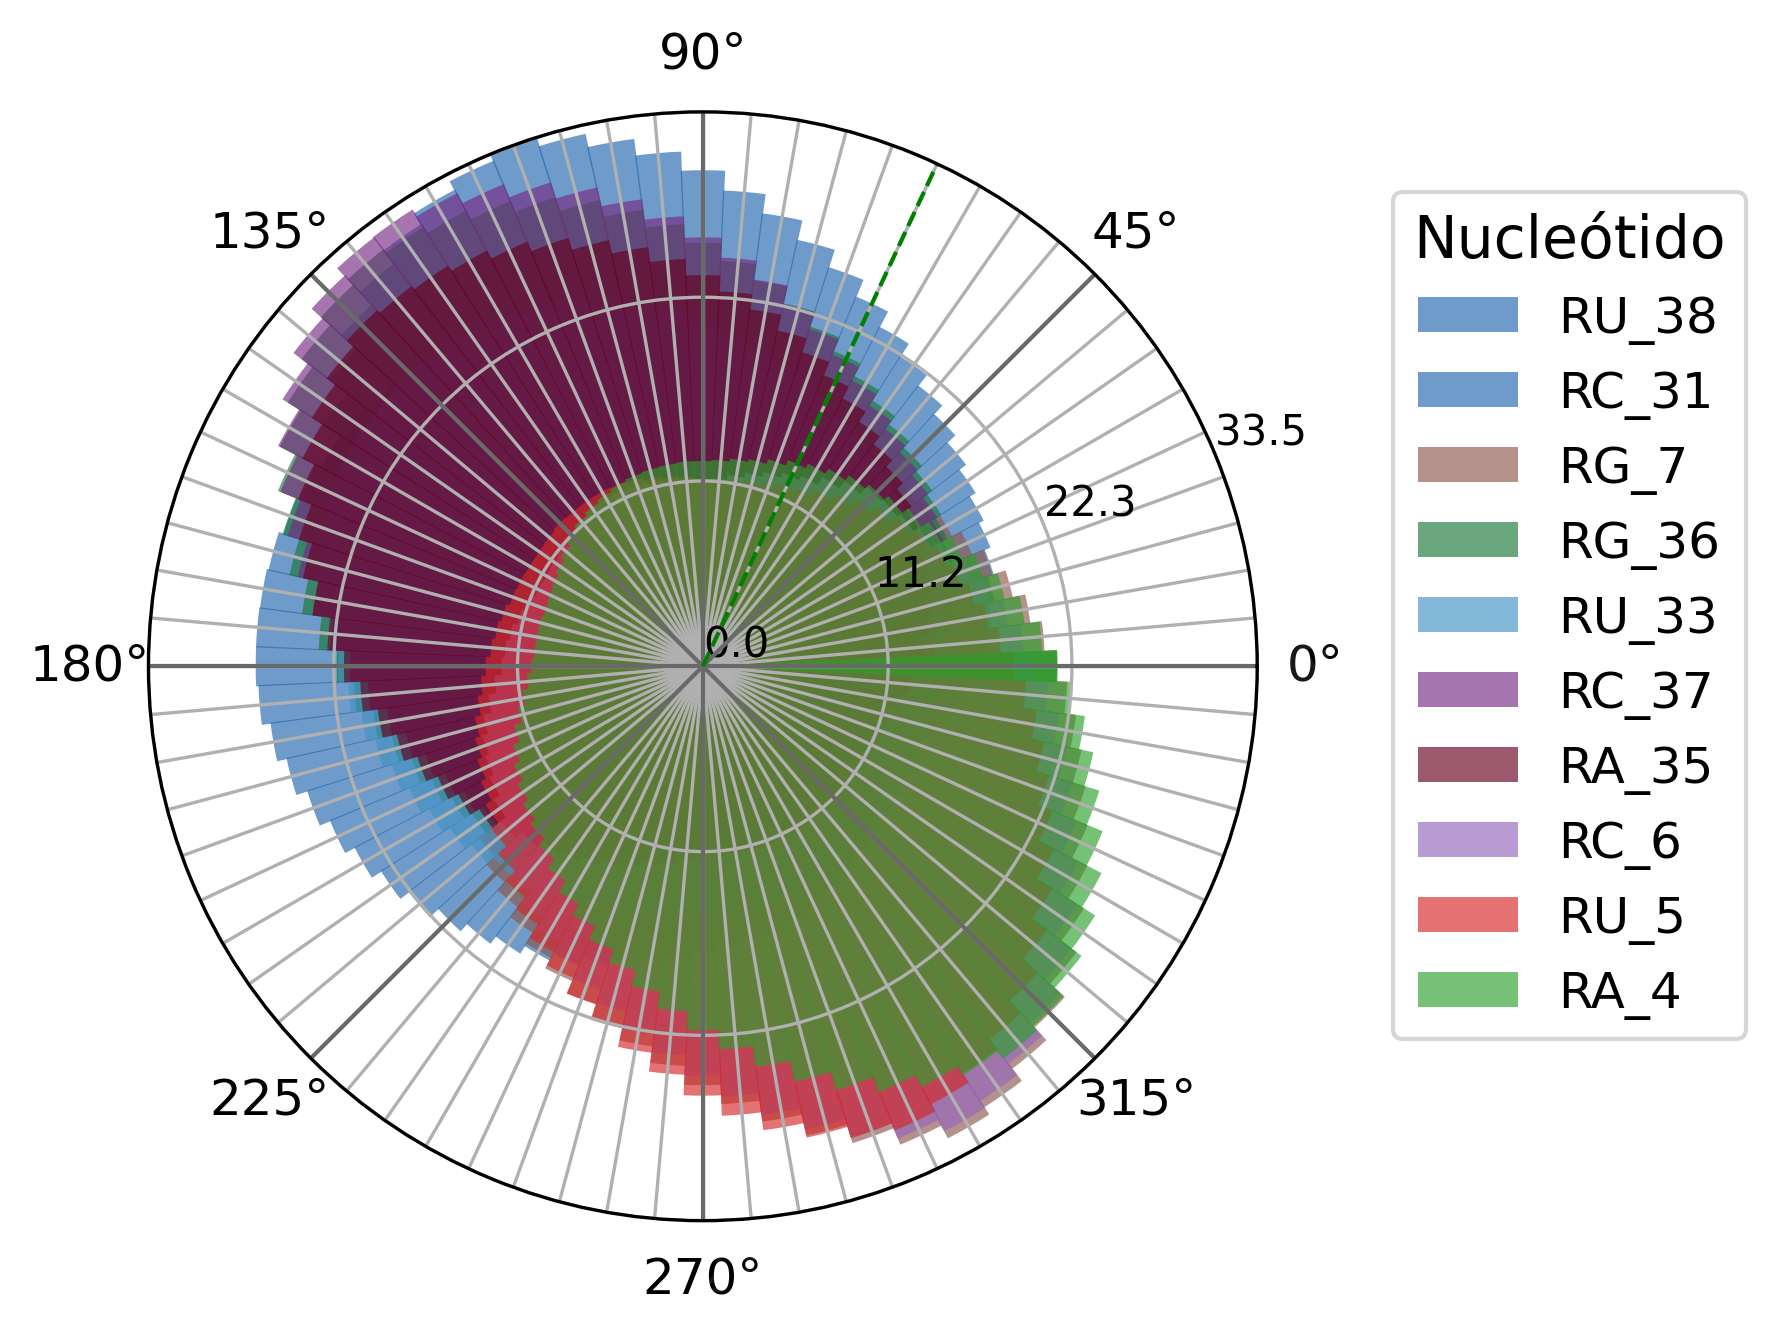 90°
135°
45°
33.5
22.3
11.2
0.0
180°
0°
225°
315°
270°
Nucleótido
RU_38
RC_31
RG_7
RG_36
RU_33
RC_37
RA_35
RC_6
RU_5
RA_4